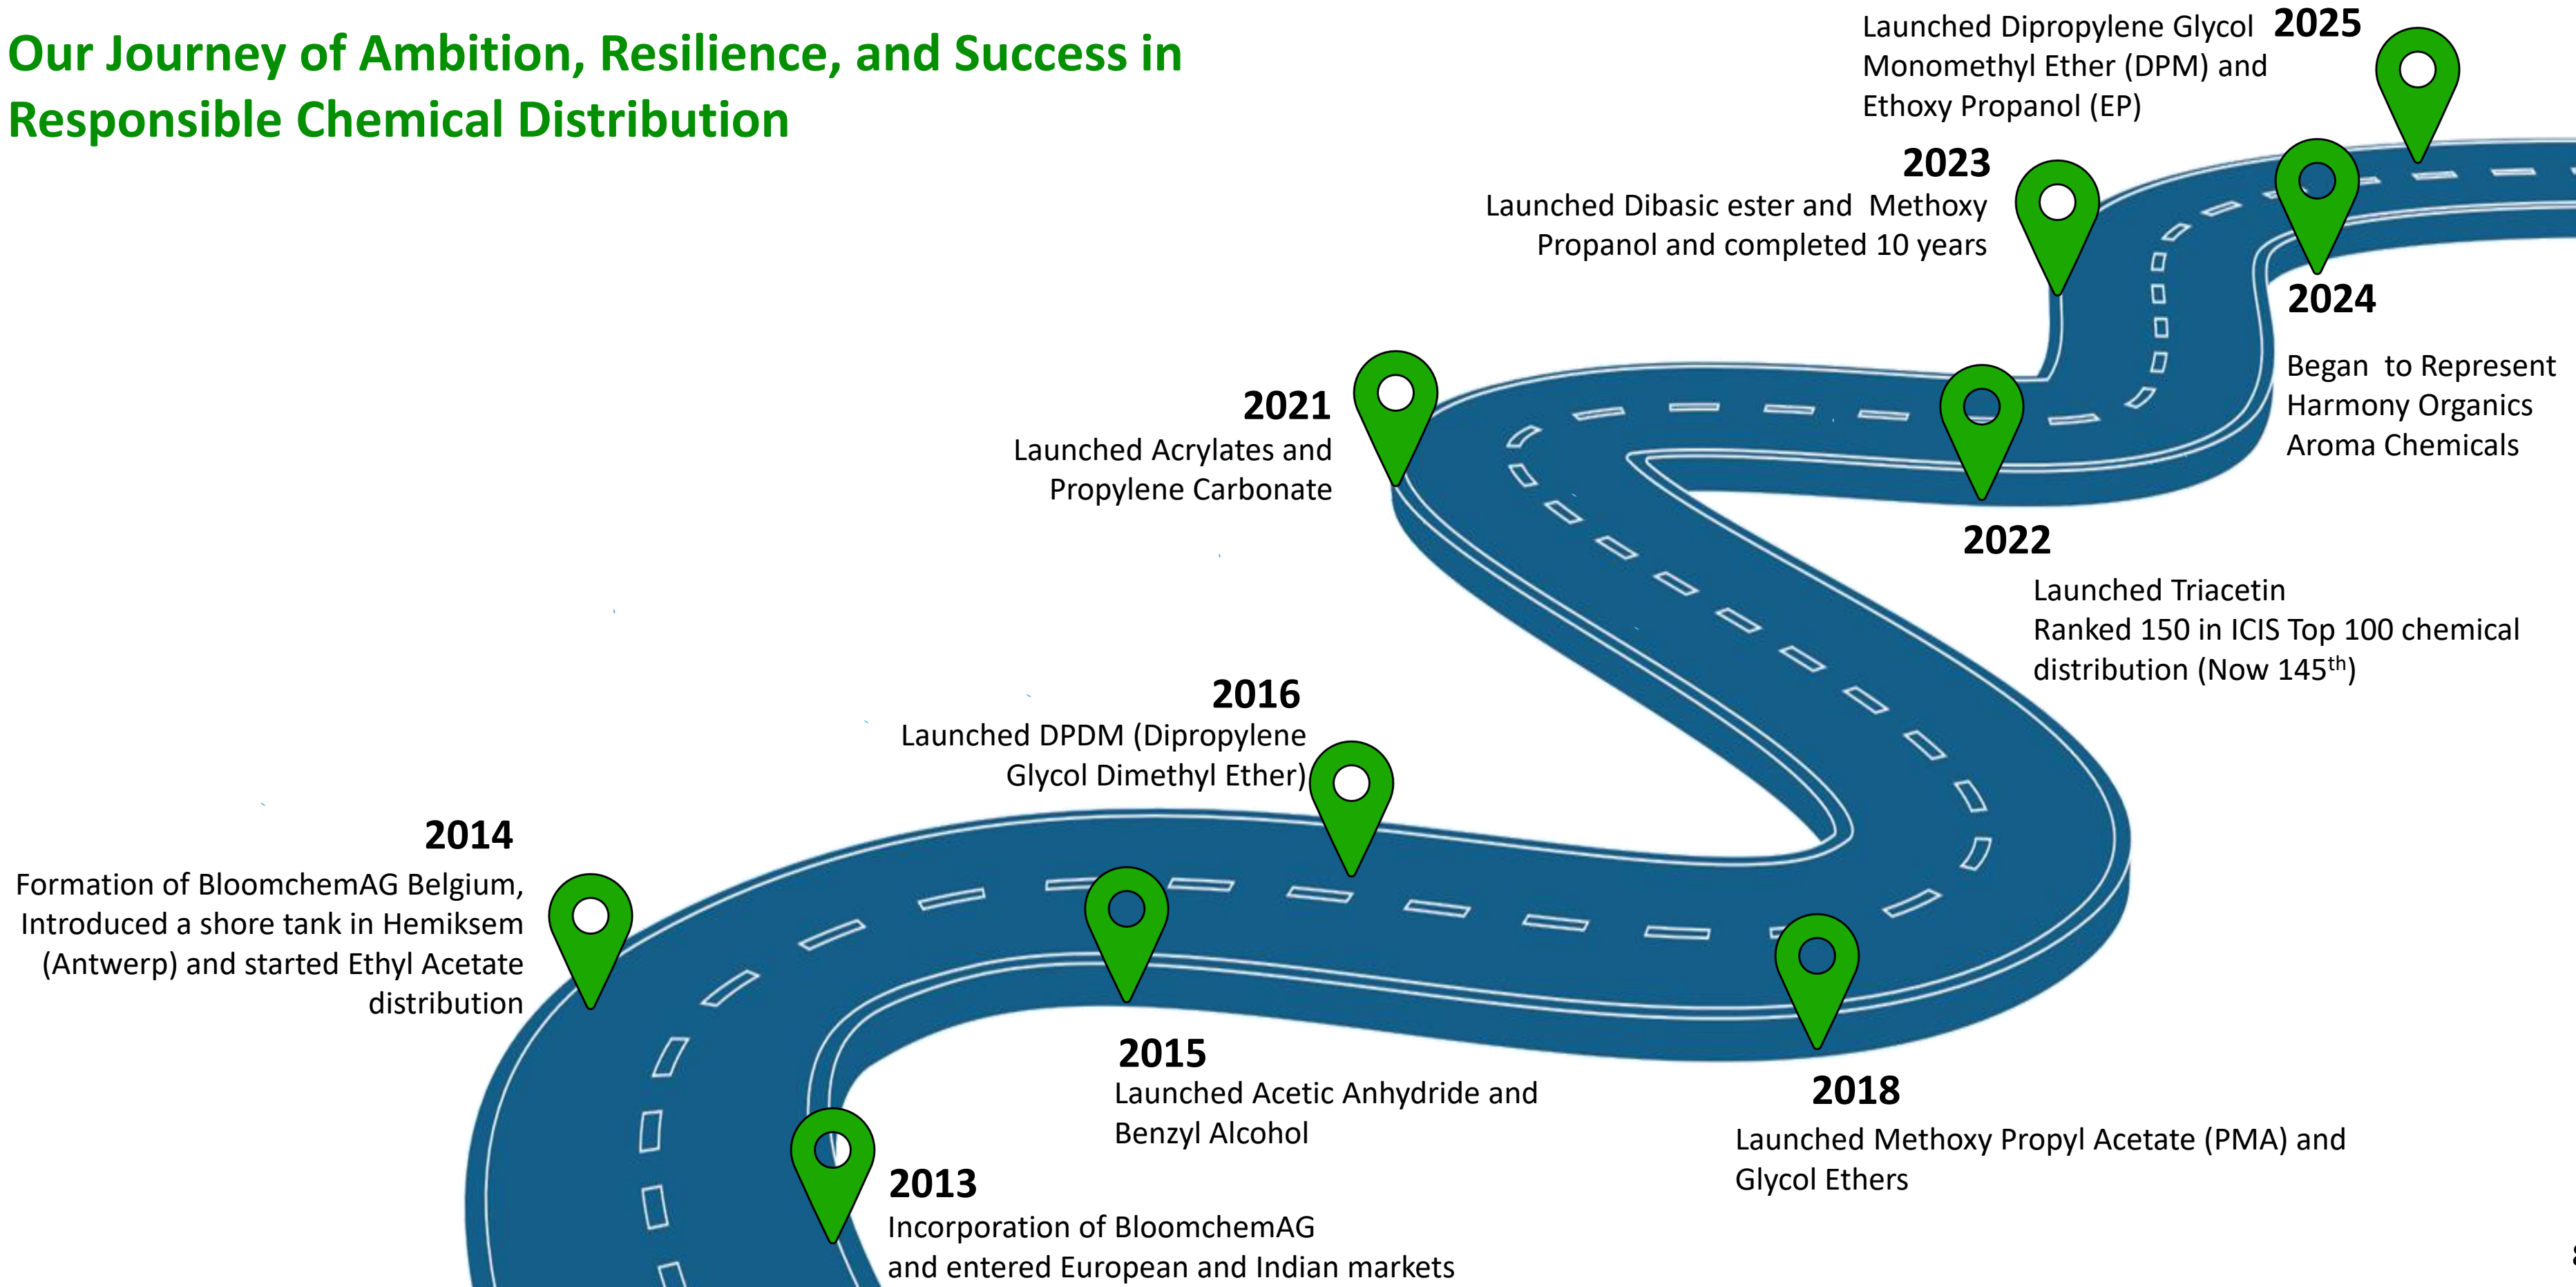 Our Journey of Ambition, Resilience, and Success in
Responsible Chemical Distribution
2025
Launched Dipropylene Glycol
Monomethyl Ether (DPM) and
Ethoxy Propanol (EP)
2023
Launched Dibasic ester and Methoxy
Propanol and completed 10 years
2024
Began to Represent
Harmony Organics
Aroma Chemicals
2021
Launched Acrylates and
Propylene Carbonate
2022
Launched Triacetin
Ranked 150 in ICIS Top 100 chemical
distribution (Now 145th)
2016
Launched DPDM (Dipropylene
Glycol Dimethyl Ether)
2014
Formation of BloomchemAG Belgium,
Introduced a shore tank in Hemiksem
(Antwerp) and started Ethyl Acetate
distribution
2015
Launched Acetic Anhydride and
Benzyl Alcohol
2018
Launched Methoxy Propyl Acetate (PMA) and
Glycol Ethers
2013
Incorporation of BloomchemAG
and entered European and Indian markets